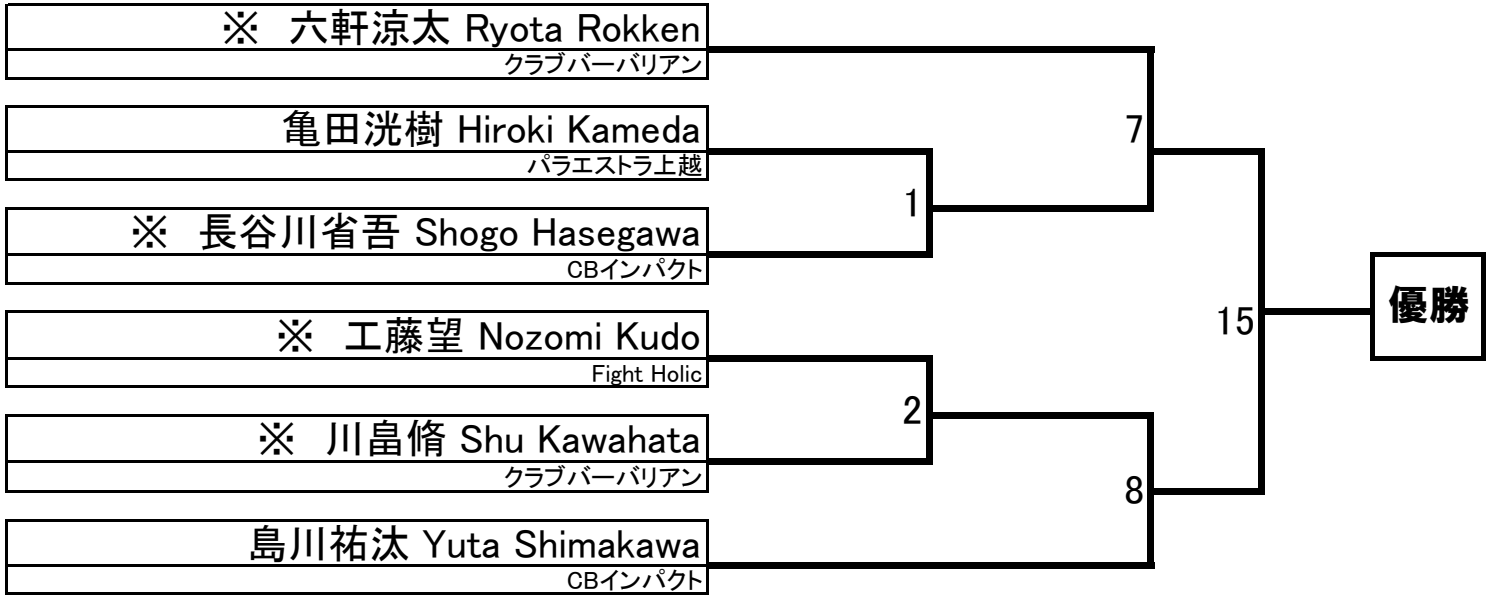 ※　六軒涼太 Ryota Rokken
クラブバーバリアン
亀田洸樹 Hiroki Kameda
パラエストラ上越
※　長谷川省吾 Shogo Hasegawa
CBインパクト
※　工藤望 Nozomi Kudo
Fight Holic
※　川畠脩 Shu Kawahata
クラブバーバリアン
島川祐汰 Yuta Shimakawa
CBインパクト
1
2
7
8
15
優勝